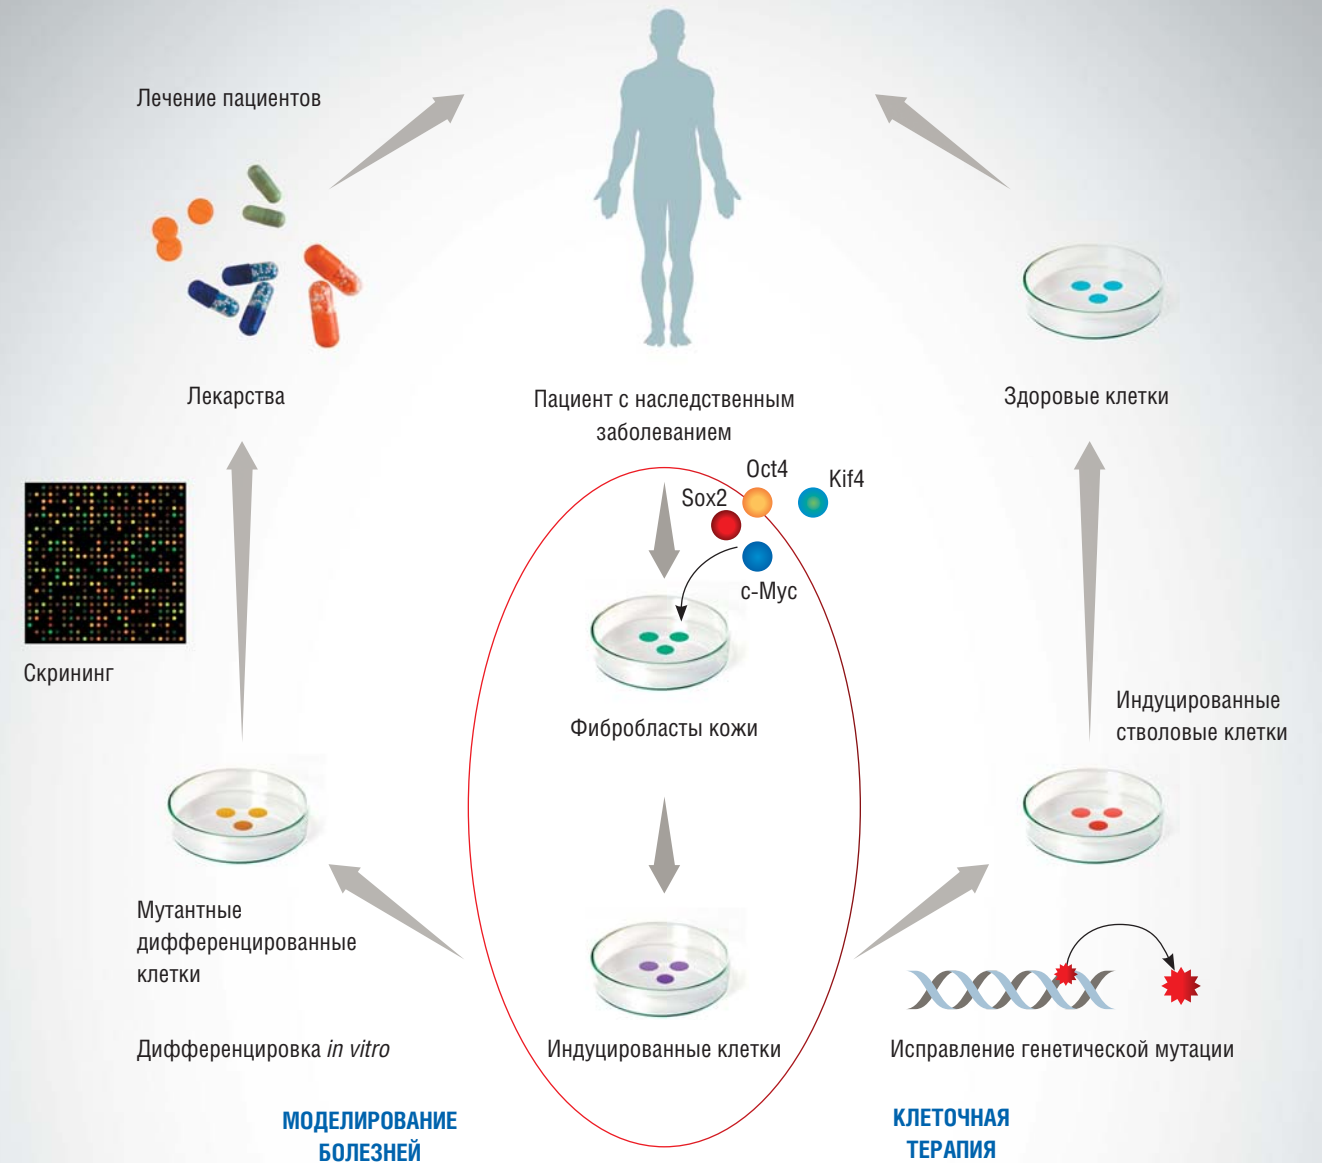 Лечение пациентов
Лекарства
Пациент с наследственным
заболеванием
Здоровые клетки
Oct4
Kif4
Sox2
c-Myc
Скрининг
Фибробласты кожи
Индуцированные
стволовые клетки
Мутантные
дифференцированные
клетки
Дифференцировка in vitro
Индуцированные клетки
Исправление генетической мутации
МОДЕЛИРОВАНИЕ
БОЛЕЗНЕЙ
КЛЕТОЧНАЯ
ТЕРАПИЯ